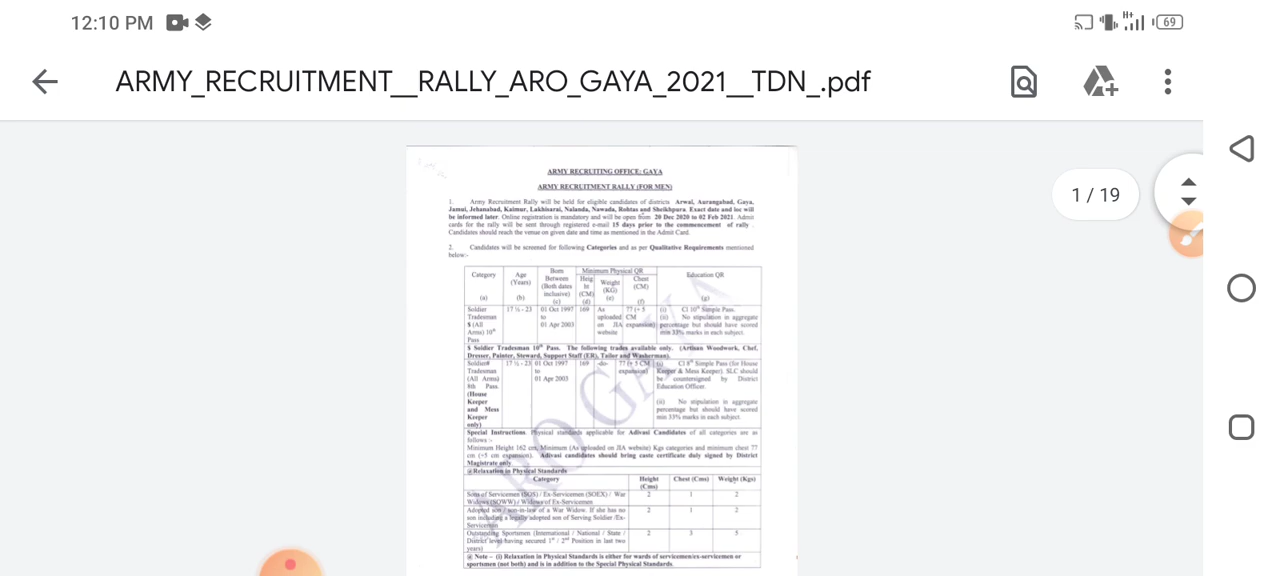 12:10 PM
H+
69
ARMY_RECRUITMENT__RALLY_ARO_GAYA_2021__TDN_.pdf
1 / 19
ARMY RECRUITING OFFICE: GAYA
ARMY RECRUITMENT RALLY (FOR MEN)
1. Army Recruitment Rally will be held for eligible candidates of districts Arwal, Aurangabad, Gaya,
Jamui, Jehanabad, Kaimur, Lakhisarai, Nalanda, Nawada, Rohtas and Sheikhpura. Exact date and loc will
be informed later. Online registration is mandatory and will be open from 20 Dec 2020 to 02 Feb 2021. Admit
cards for the rally will be sent through registered e-mail 15 days prior to the commencement of rally.
Candidates should reach the venue on given date and time as mentioned in the Admit Card.
2. Candidates will be screened for following Categories and as per Qualitative Requirements mentioned
below:-
Category
(a)
Age
(Years)
(b)
Born
Between
(Both dates
inclusive)
(c)
Minimum Physical QR
Heig
ht
(CM)
(d)
Weight
(KG)
(e)
Chest
(CM)
(f)
Education QR
(g)
Soldier
Tradesman
$ (All
Arms) 10th
Pass
17 ½ - 23
01 Oct 1997
to
01 Apr 2003
169
As
uploaded
on JIA
website
77 (+ 5
CM
expansion)
(i) Cl 10th Simple Pass.
(ii) No stipulation in aggregate
percentage but should have scored
min 33% marks in each subject.
$ Soldier Tradesman 10th Pass. The following trades available only. (Artisan Woodwork, Chef,
Dresser, Painter, Steward, Support Staff (ER), Tailor and Washerman).
Soldier#
Tradesman
(All Arms)
8th Pass
(House
Keeper
and Mess
Keeper
only)
17 ½ - 23
01 Oct 1997
to
01 Apr 2003
169
-do-
77 (+ 5 CM
expansion)
(i) Cl 8th Simple Pass (for House
Keeper & Mess Keeper). SLC should
be countersigned by District
Education Officer.
(ii) No stipulation in aggregate
percentage but should have scored
min 33% marks in each subject.
Special Instructions. Physical standards applicable for Adivasi Candidates of all categories are as
follows :-
Minimum Height 162 cm, Minimum (As uploaded on JIA website) Kgs categories and minimum chest 77
cm (+5 cm expansion). Adivasi candidates should bring caste certificate duly signed by District
Magistrate only.
@Relaxation in Physical Standards
Category
Height
(Cms)
Chest (Cms)
Weight (Kgs)
Sons of Servicemen (SOS) / Ex-Servicemen (SOEX) / War
Widows (SOWW) / Widows of Ex-Servicemen
2
1
2
Adopted son / son-in-law of a War Widow. If she has no
son including a legally adopted son of Serving Soldier /Ex-
Servicemen
2
1
2
Outstanding Sportsmen (International / National / State /
District level having secured 1st / 2nd Position in last two
years)
2
3
5
@ Note – (i) Relaxation in Physical Standards is either for wards of servicemen/ex-servicemen or
sportsmen (not both) and is in addition to the Special Physical Standards.
ARO GAYA